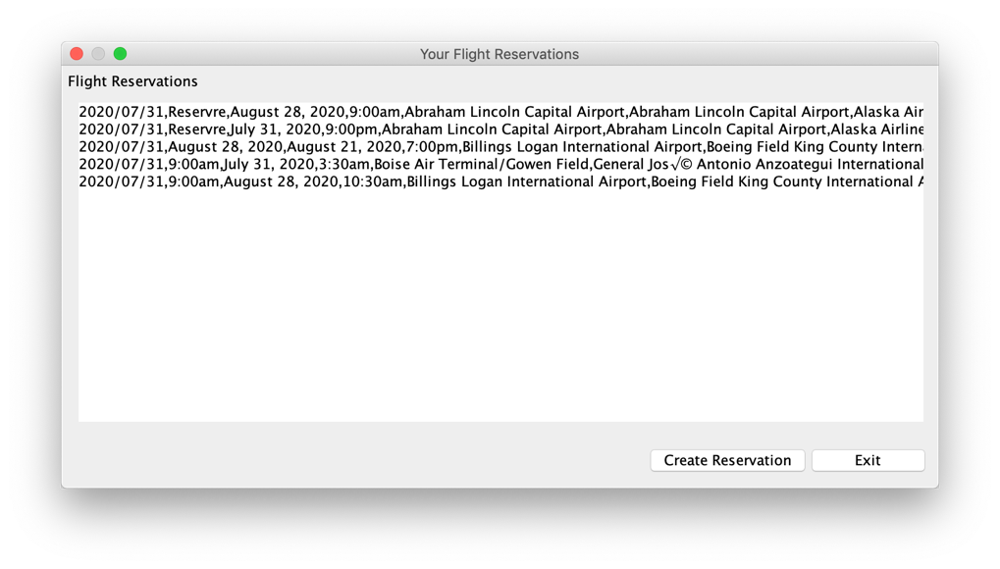 Your Flight Reservations
Flight Reservations
2020/07/31,Reservre,August 28, 2020,9:00am,Abraham Lincoln Capital Airport,Abraham Lincoln Capital Airport,Alaska Air
2020/07/31,Reservre,July 31, 2020,9:00pm,Abraham Lincoln Capital Airport,Abraham Lincoln Capital Airport,Alaska Airline
2020/07/31,August 28, 2020,August 21, 2020,7:00pm,Billings Logan International Airport,Boeing Field King County Intern
2020/07/31,9:00am,July 31, 2020,3:30am,Boise Air Terminal/Gowen Field,General Jos√© Antonio Anzoategui International
2020/07/31,9:00am,August 28, 2020,10:30am,Billings Logan International Airport,Boeing Field King County International A
Create Reservation Exit